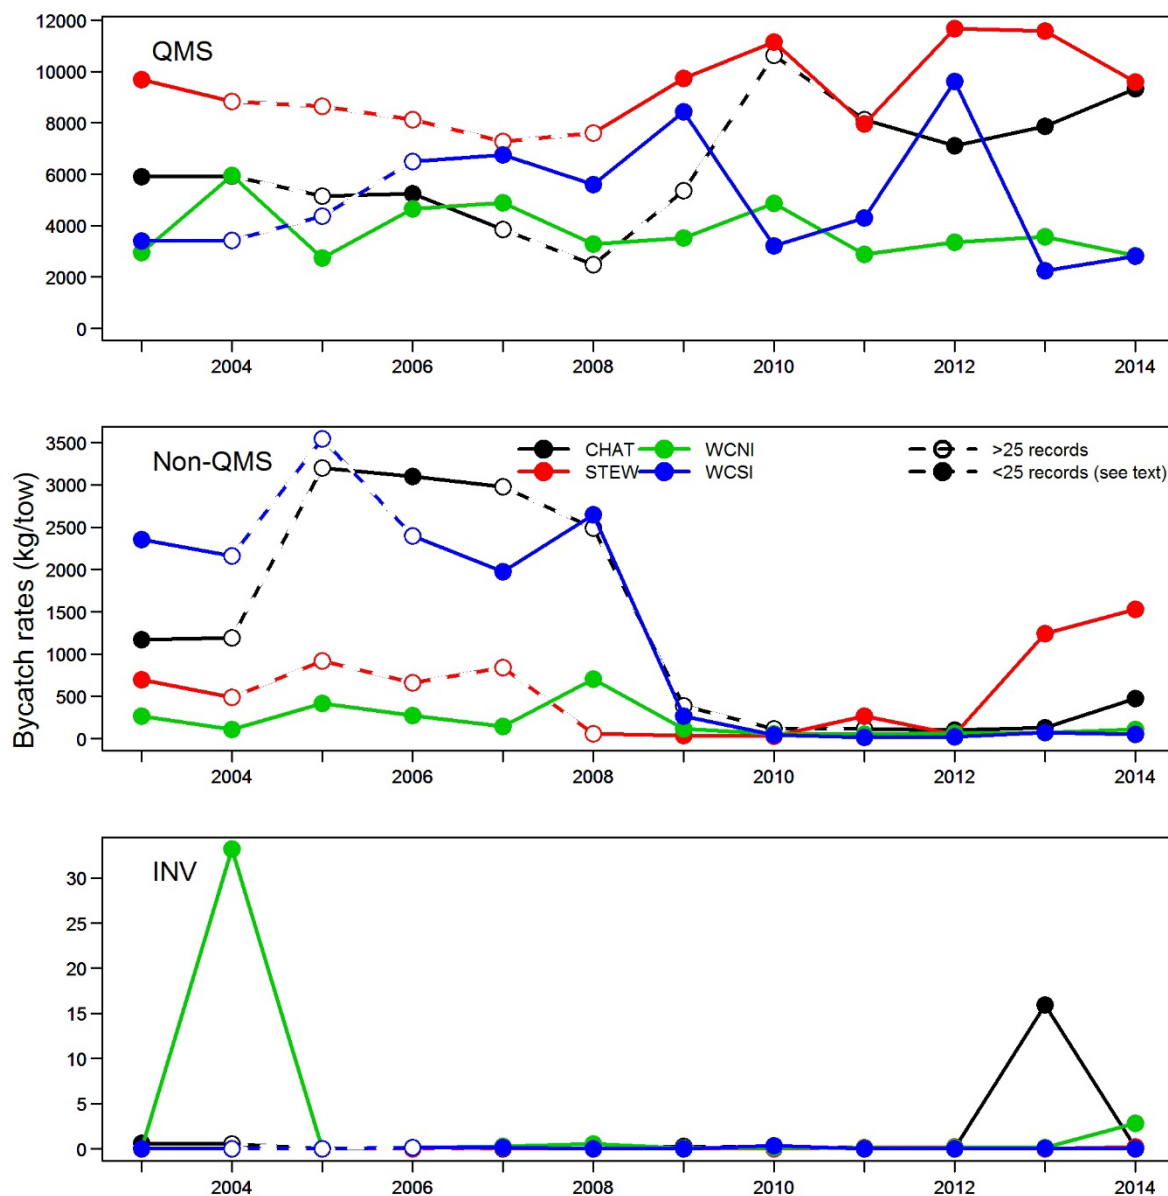 QMS
12000
10000
8000
6000
4000
2000
0
2004 2006 2008 2010 2012 2014
Non-QMS
CHAT WCNI >25 records
STEW WCSI <25 records (see text)
3500
3000
2500
2000
1500
1000
500
0
Bycatch rates (kg/tow)
2004 2006 2008 2010 2012 2014
INV
30
25
20
15
10
5
0
2004 2006 2008 2010 2012 2014